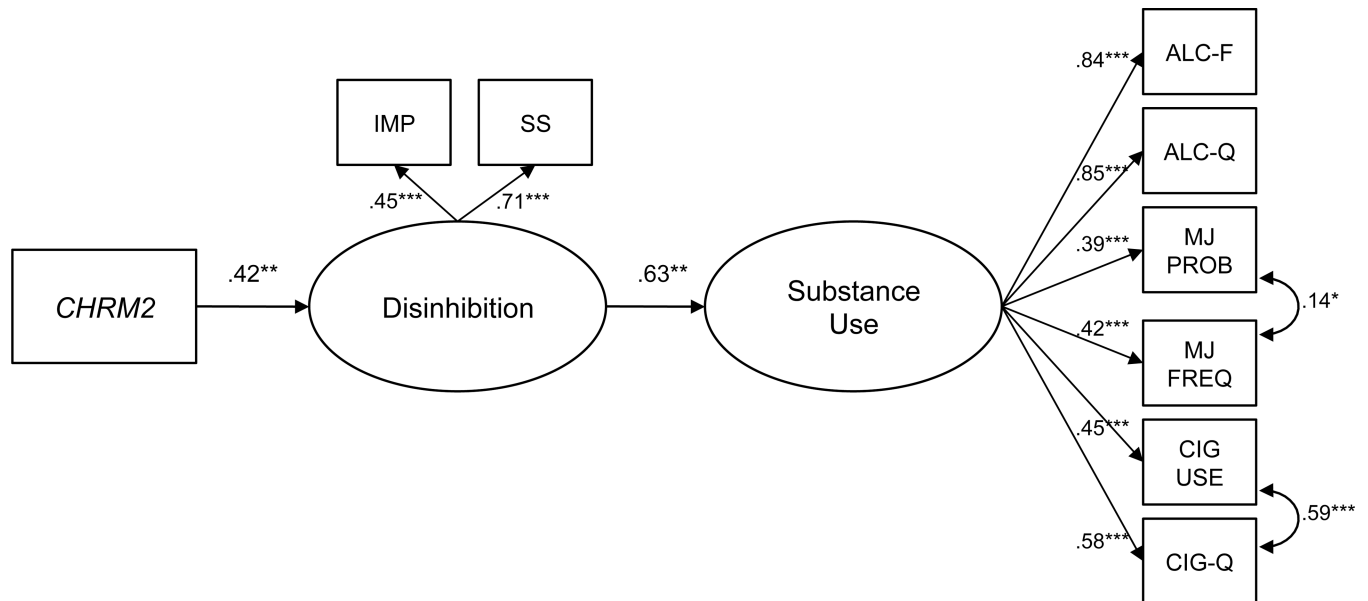 ALC-F
.84***
IMP
SS
ALC-Q
.85***
.45***
.71***
MJ
PROB
.39***
CHRM2
.42**
Disinhibition
.63**
Substance
Use
.14*
MJ
FREQ
.42***
CIG
USE
.45***
.59***
CIG-Q
.58***